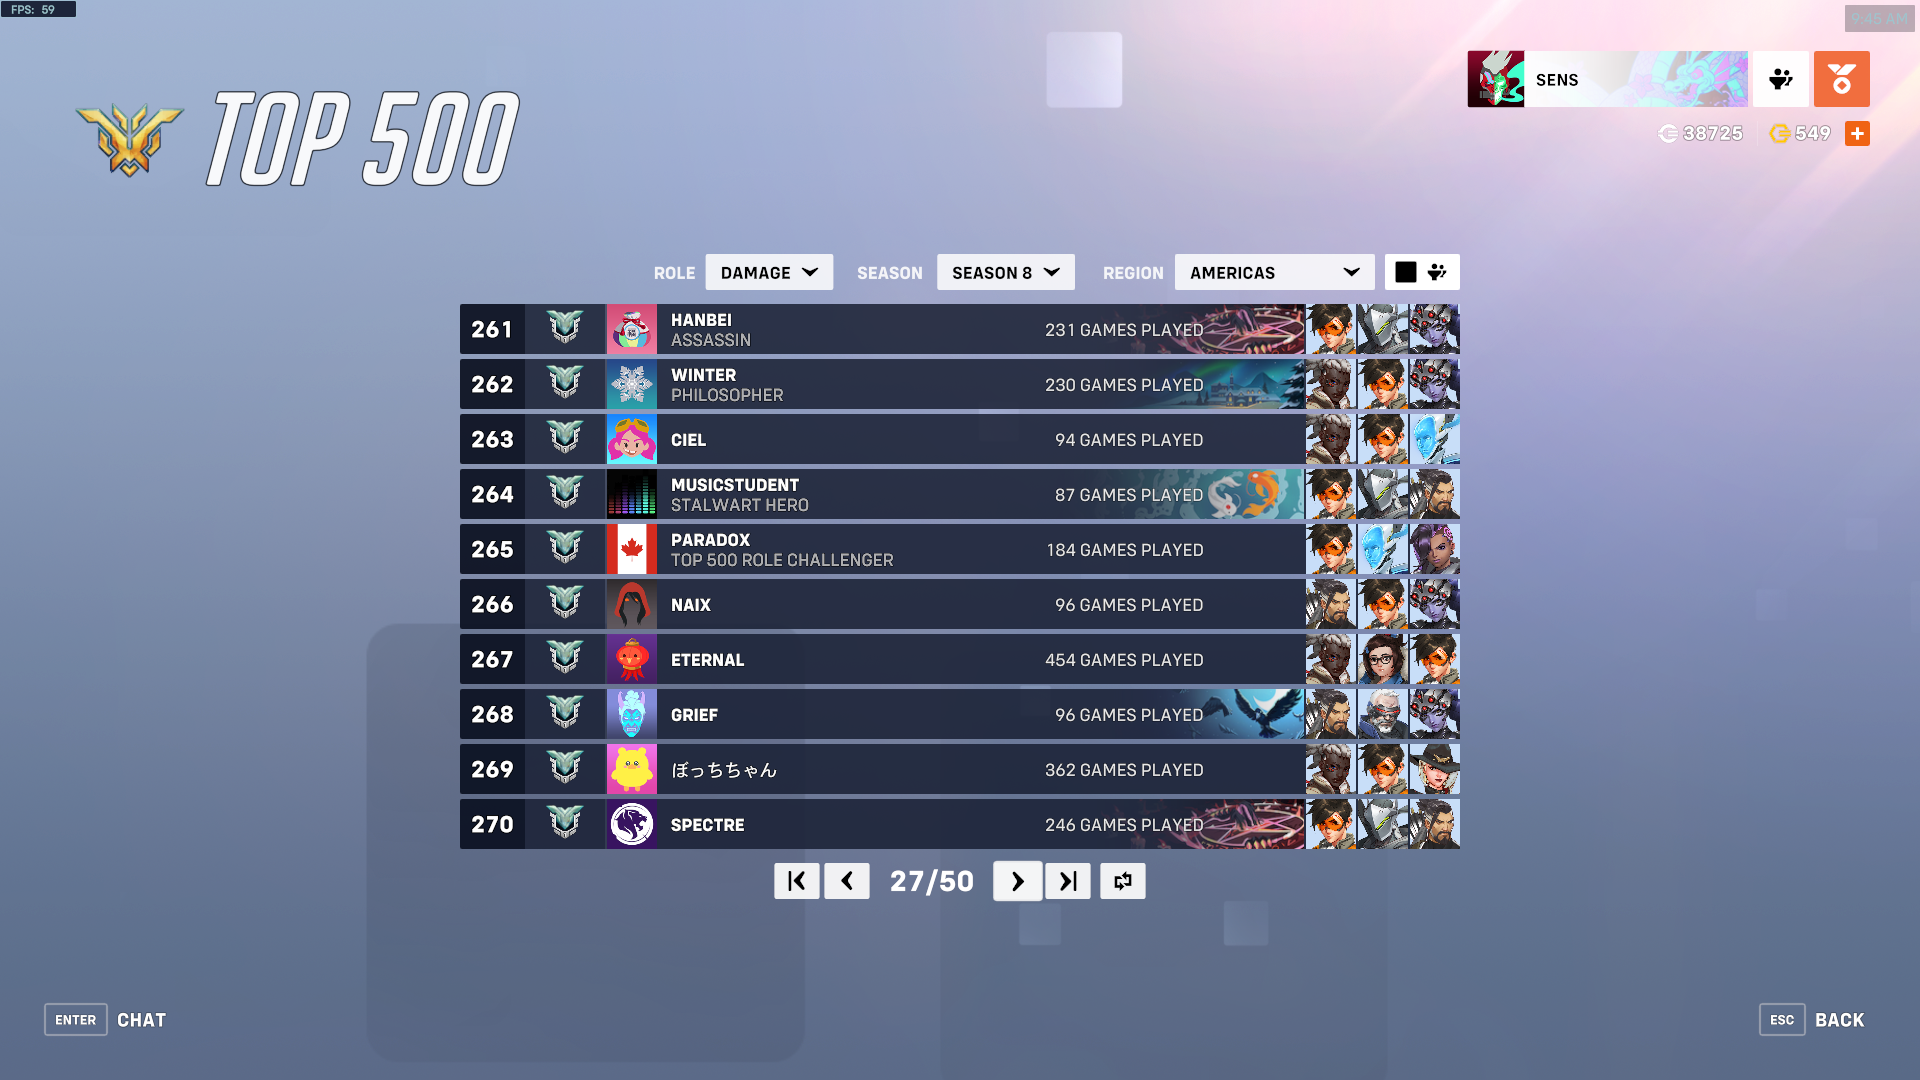 FPS: 59
9:45 AM
TOP 500
SENS
38725
549
ROLE
DAMAGE
SEASON
SEASON 8
REGION
AMERICAS
261
HANBEI
ASSASSIN
231 GAMES PLAYED
262
WINTER
PHILOSOPHER
230 GAMES PLAYED
263
CIEL
94 GAMES PLAYED
264
MUSICSTUDENT
STALWART HERO
87 GAMES PLAYED
265
PARADOX
TOP 500 ROLE CHALLENGER
184 GAMES PLAYED
266
NAIX
96 GAMES PLAYED
267
ETERNAL
454 GAMES PLAYED
268
GRIEF
96 GAMES PLAYED
269
ぼっちちゃん
362 GAMES PLAYED
270
SPECTRE
246 GAMES PLAYED
27/50
ENTER
CHAT
ESC
BACK